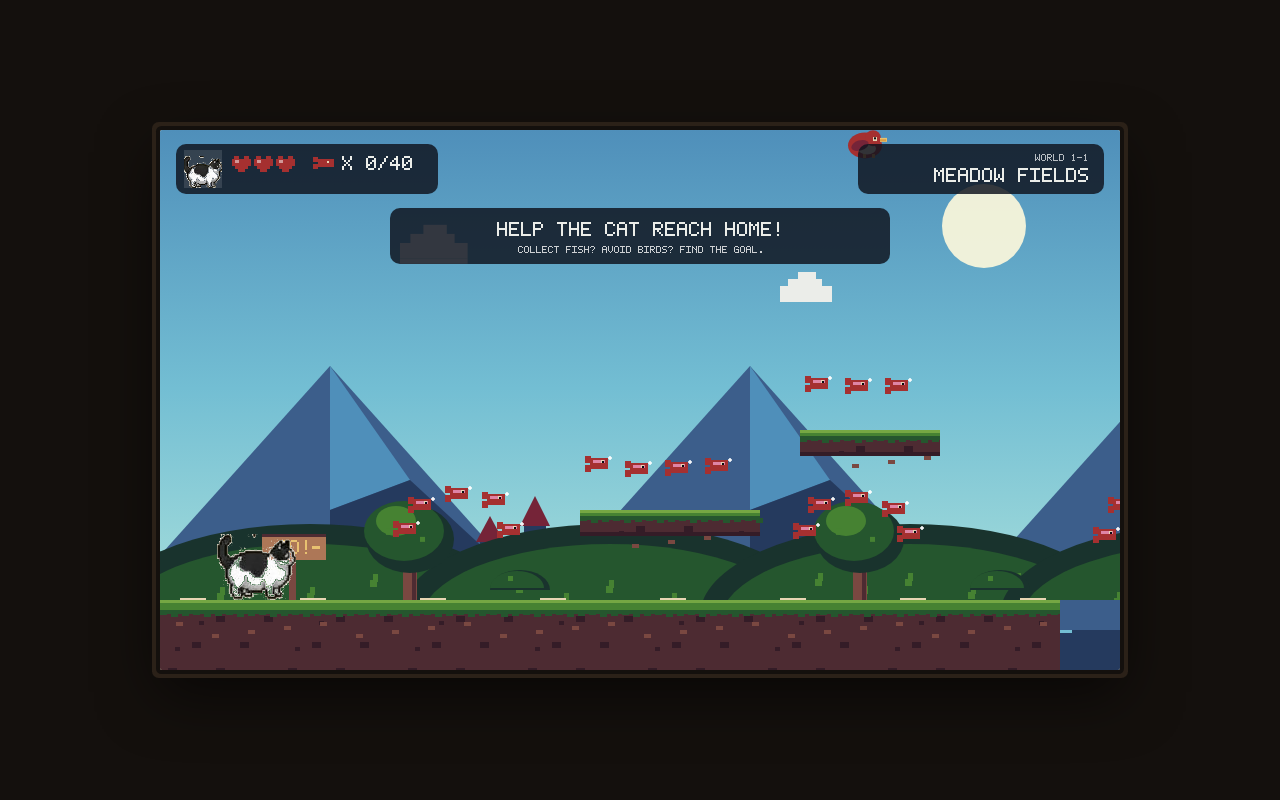 X 0/40
WORLD 1-1
MEADOW FIELDS
HELP THE CAT REACH HOME!
COLLECT FISH? AVOID BIRDS? FIND THE GOAL.